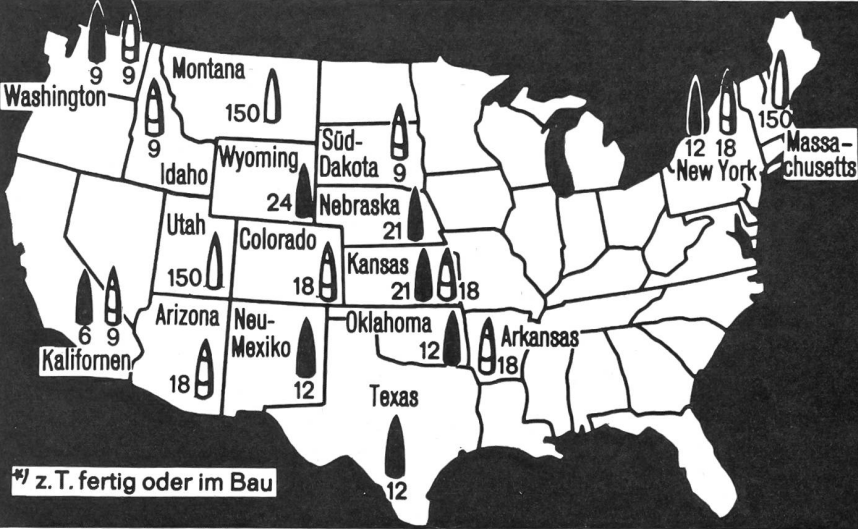 9 9
Washington
Montana
150
9
Idaho
Wyoming
24
Süd-
Dakota
9
Nebraska
21
12 18
New York
150
Massa-
chusetts
Utah
150
Colorado
18
Kansas
21 18
6 9
Kalifornen
Arizona
18
Neu-
Mexiko
12
Oklahoma
12
Arkansas
18
Texas
12
*) z.T. fertig oder im Bau